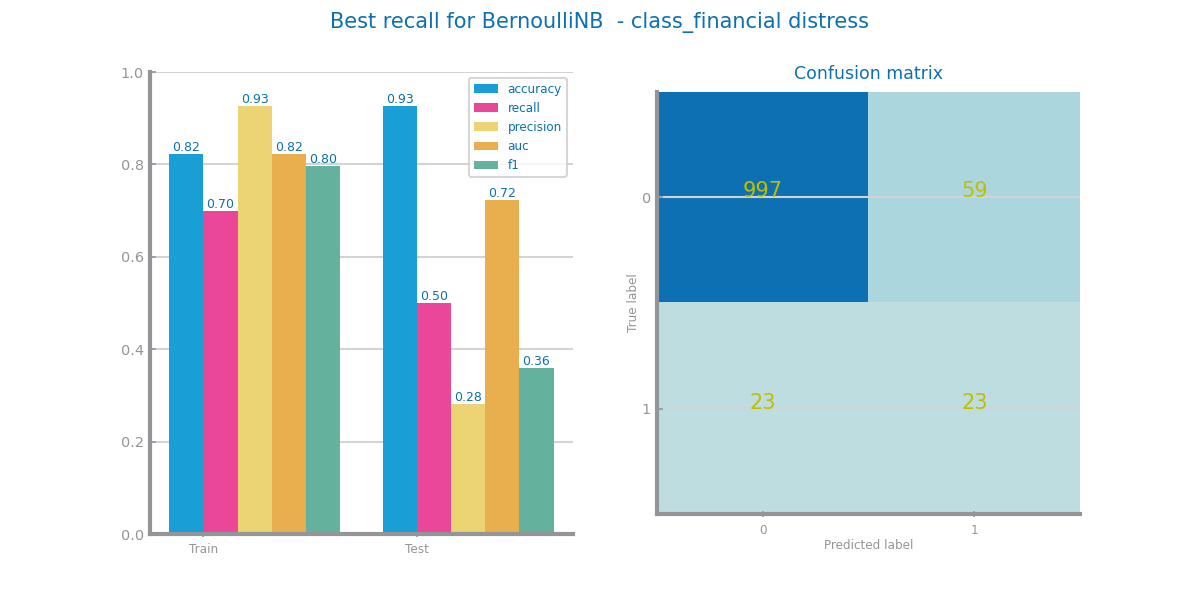 Best recall for BernoulliNB  - class_financial distress
1.0
0.8
0.6
0.4
0.2
0.0
0.82
0.70
0.93
0.82
0.80
0.93
0.50
0.28
0.72
0.36
accuracy
recall
precision
auc
f1
Train
Test
Confusion matrix
True label
0
1
997
59
23
23
0
1
Predicted label